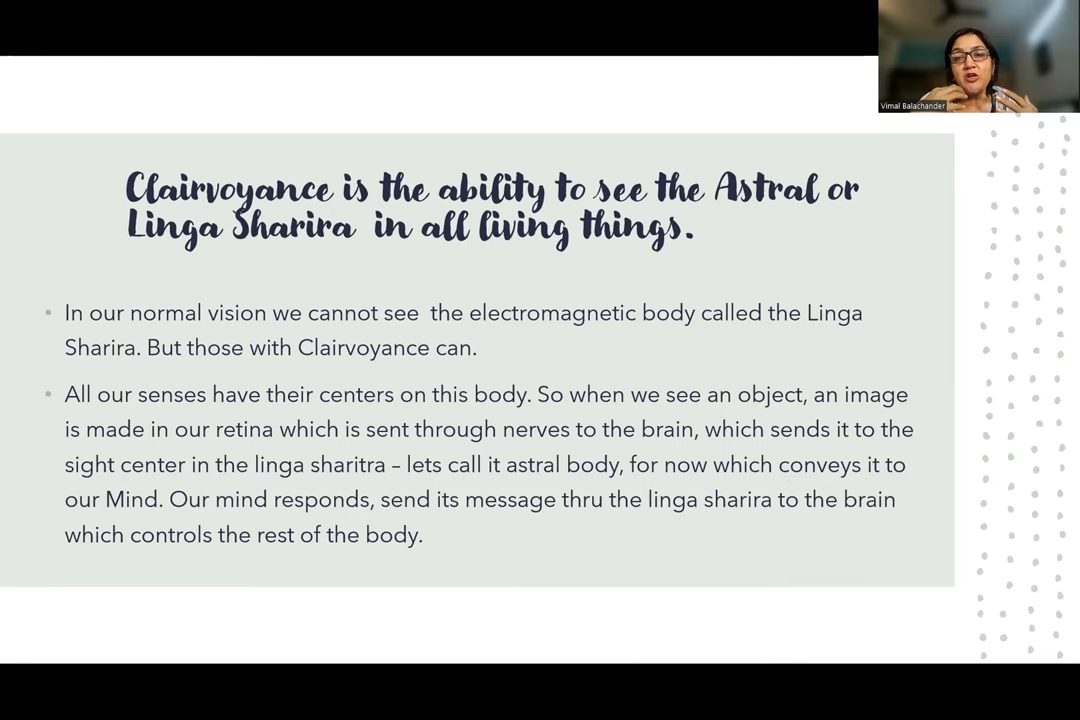 Vimal Balachander
Clairvoyance is the ability to see the Astral or
Linga Sharira in all living things.
• In our normal vision we cannot see the electromagnetic body called the Linga
Sharira. But those with Clairvoyance can.
• All our senses have their centers on this body. So when we see an object, an image
is made in our retina which is sent through nerves to the brain, which sends it to the
sight center in the linga sharitra – lets call it astral body, for now which conveys it to
our Mind. Our mind responds, send its message thru the linga sharira to the brain
which controls the rest of the body.